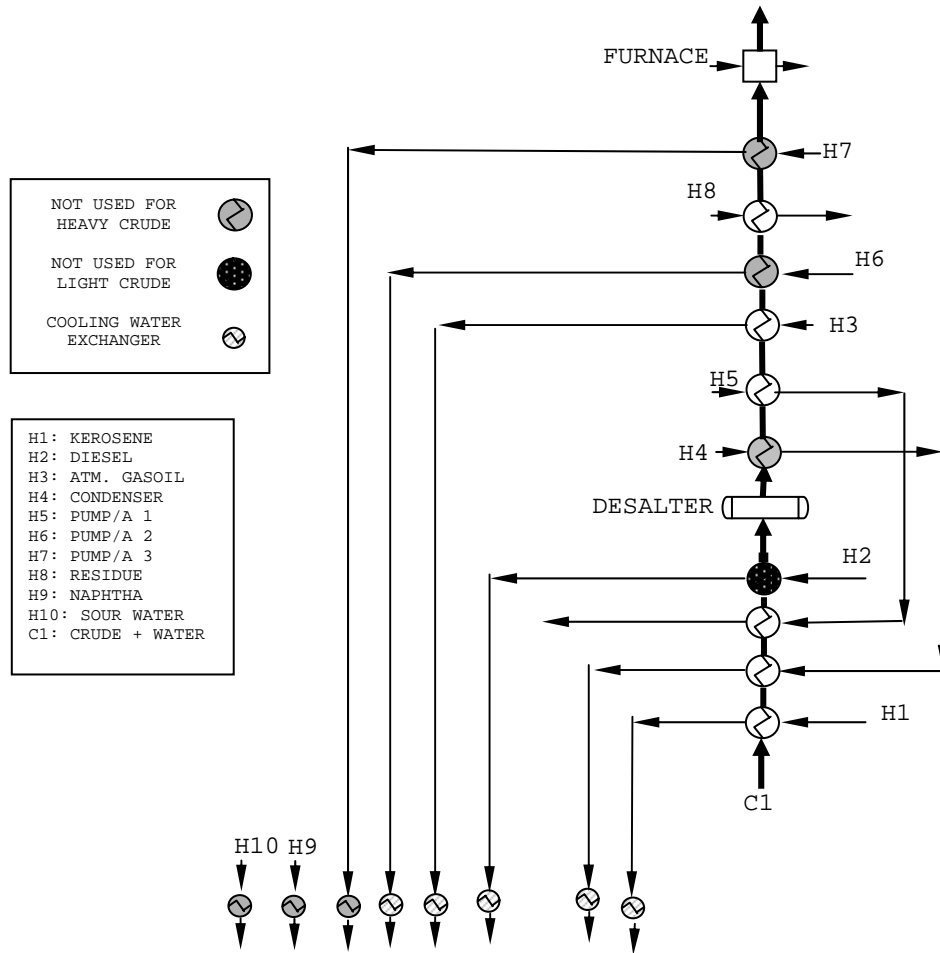 FURNACE
H7
H8
H6
H3
H5
H4
DESALTER
H2
H1
C1
H10 H9
NOT USED FOR
HEAVY CRUDE
NOT USED FOR
LIGHT CRUDE
COOLING WATER
EXCHANGER
H1: KEROSENE
H2: DIESEL
H3: ATM. GASOIL
H4: CONDENSER
H5: PUMP/A 1
H6: PUMP/A 2
H7: PUMP/A 3
H8: RESIDUE
H9: NAPHTHA
H10: SOUR WATER
C1: CRUDE + WATER